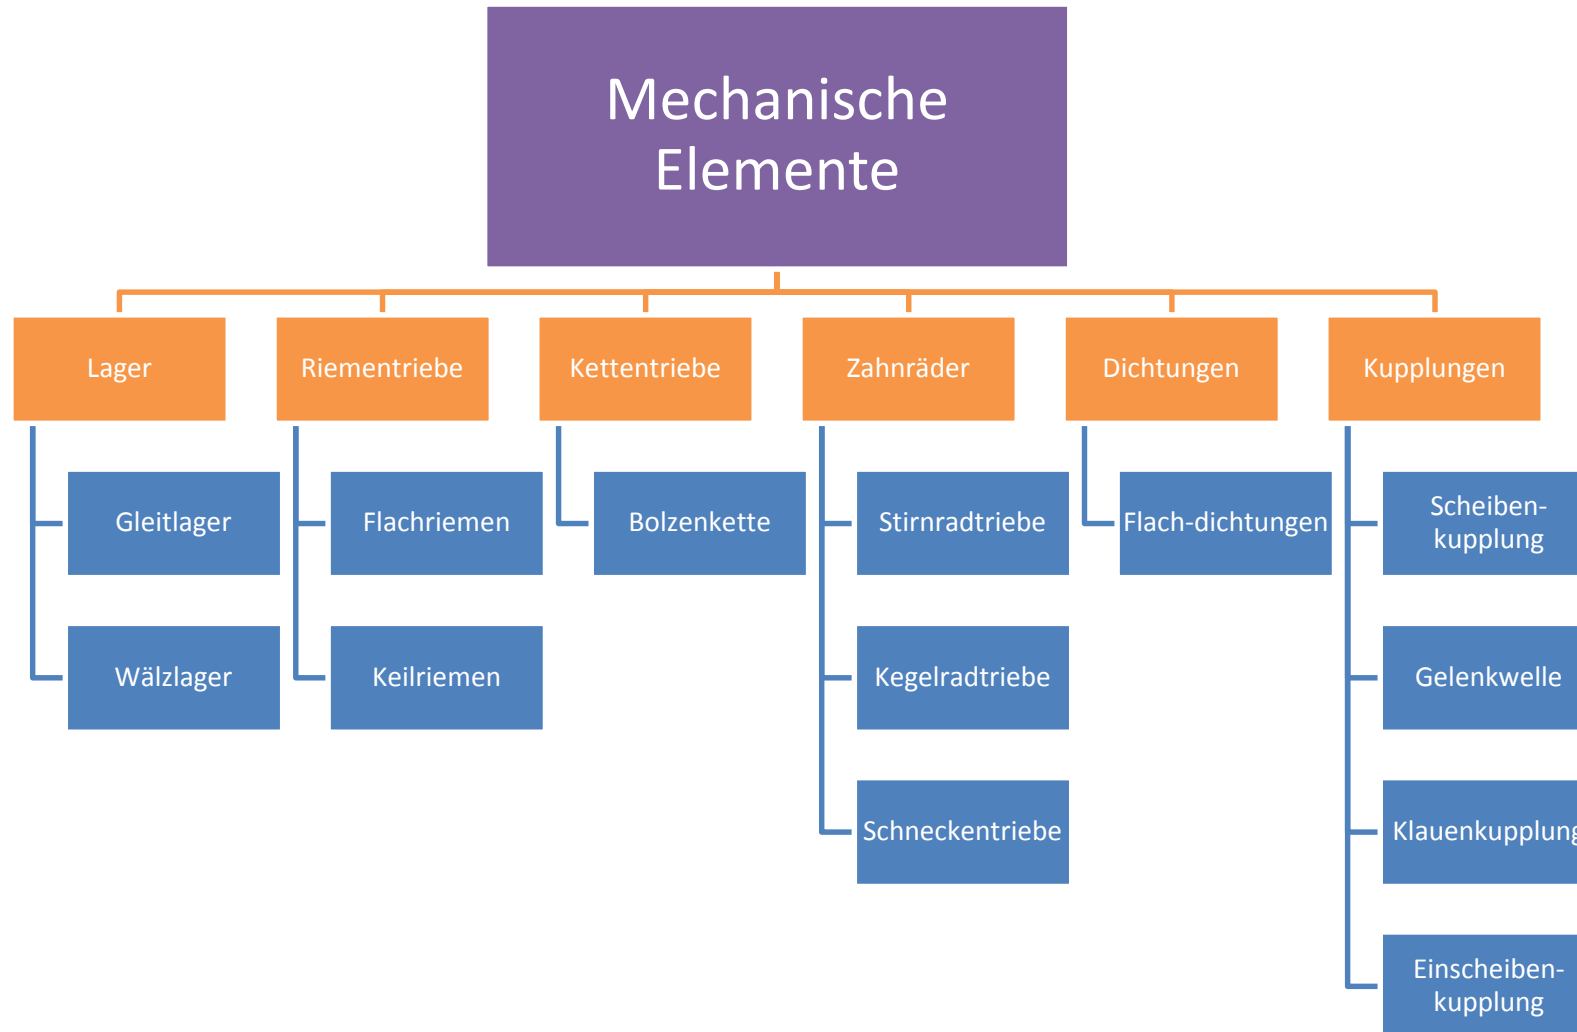 Mechanische
Elemente
Lager
Riementriebe
Kettentriebe
Zahnräder
Dichtungen
Kupplungen
Gleitlager
Flachriemen
Bolzenkette
Stirnradtriebe
Flach-dichtungen
Scheiben-
kupplung
Wälzlager
Keilriemen
Kegelradtriebe
Gelenkwelle
Schneckentriebe
Klauenkupplung
Einscheiben-
kupplung